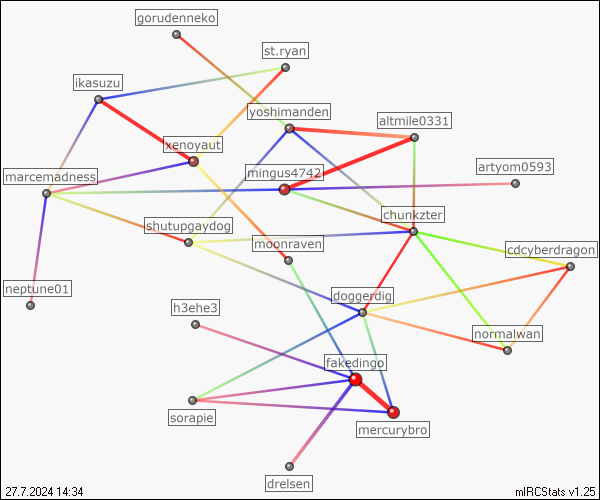 gorudenneko
st.ryan
ikasuzu
yoshimanden
altmile0331
xenoyaut
artyom0593
marcemadness
mingus4742
chunkzter
shutupgaydog
moonraven
cdcyberdragon
neptune01
doggerdig
h3ehe3
normalwan
fakedingo
sorapie
mercurybro
drelsen
27.7.2024 14:34
mIRCStats v1.25